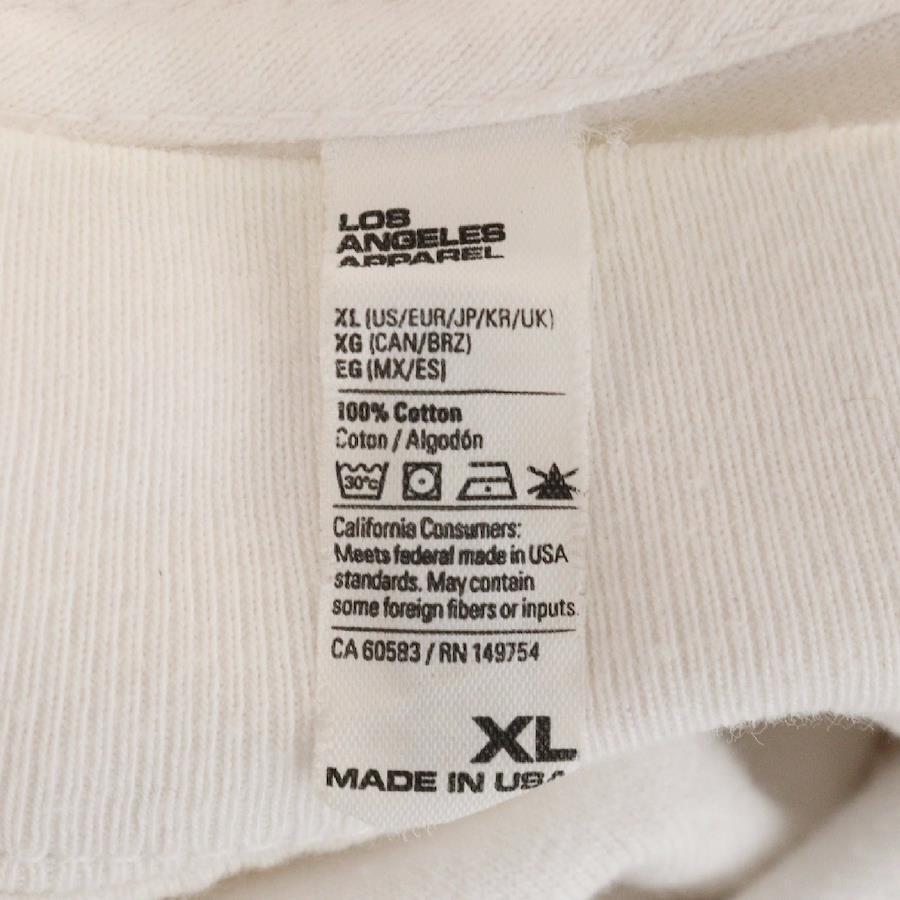 LOS
ANGELES
APPAREL
XL (US/EUR/JP/KR/UK)
XG (CAN/BRZ)
EG (MX/ES)
100% Cotton
Coton / Algodón
30°c
California Consumers:
Meets federal made in USA
standards. May contain
some foreign fibers or inputs.
CA 60583 / RN 149754
XL
MADE IN USA